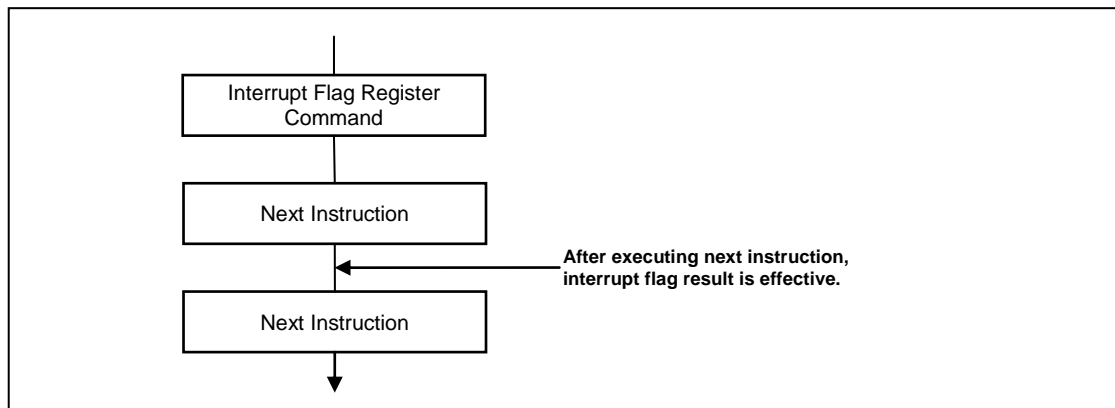 Interrupt Flag Register
Command
Next Instruction
After executing next instruction,
interrupt flag result is effective.
Next Instruction